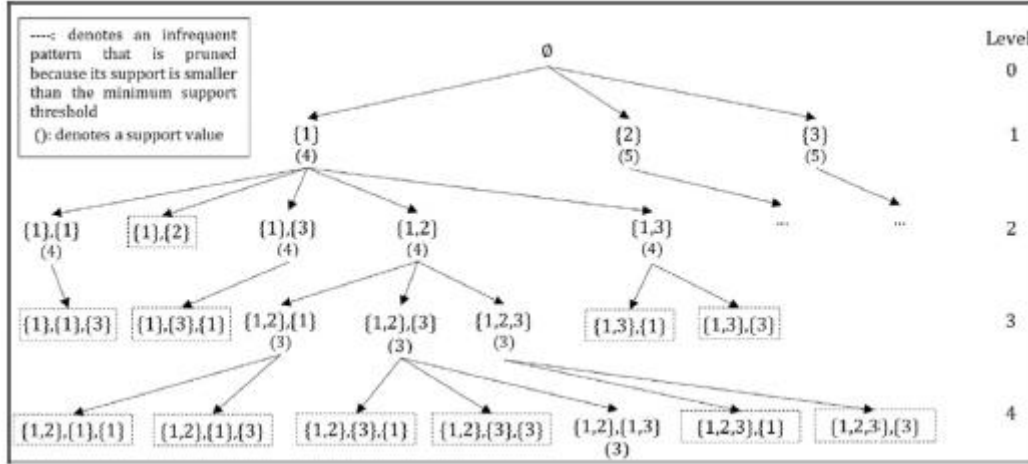 ----: denotes an infrequent
pattern that is pruned
because its support is smaller
than the minimum support
threshold
(): denotes a support value
Level
∅
0
{1} {2} {3} 1
(4) (5) (5)
{1},{1} {1},{2} {1},{3} {1,2} {1,3} ... ... 2
(4) (4) (4) (4)
{1},{1},{3} {1},{3},{1} {1,2},{1} {1,2},{3} {1,2,3} {1,3},{1} {1,3},{3} 3
(3) (3) (3)
{1,2},{1},{1} {1,2},{1},{3} {1,2},{3},{1} {1,2},{3},{3} {1,2},{1,3} {1,2,3},{1} {1,2,3},{3} 4
(3)